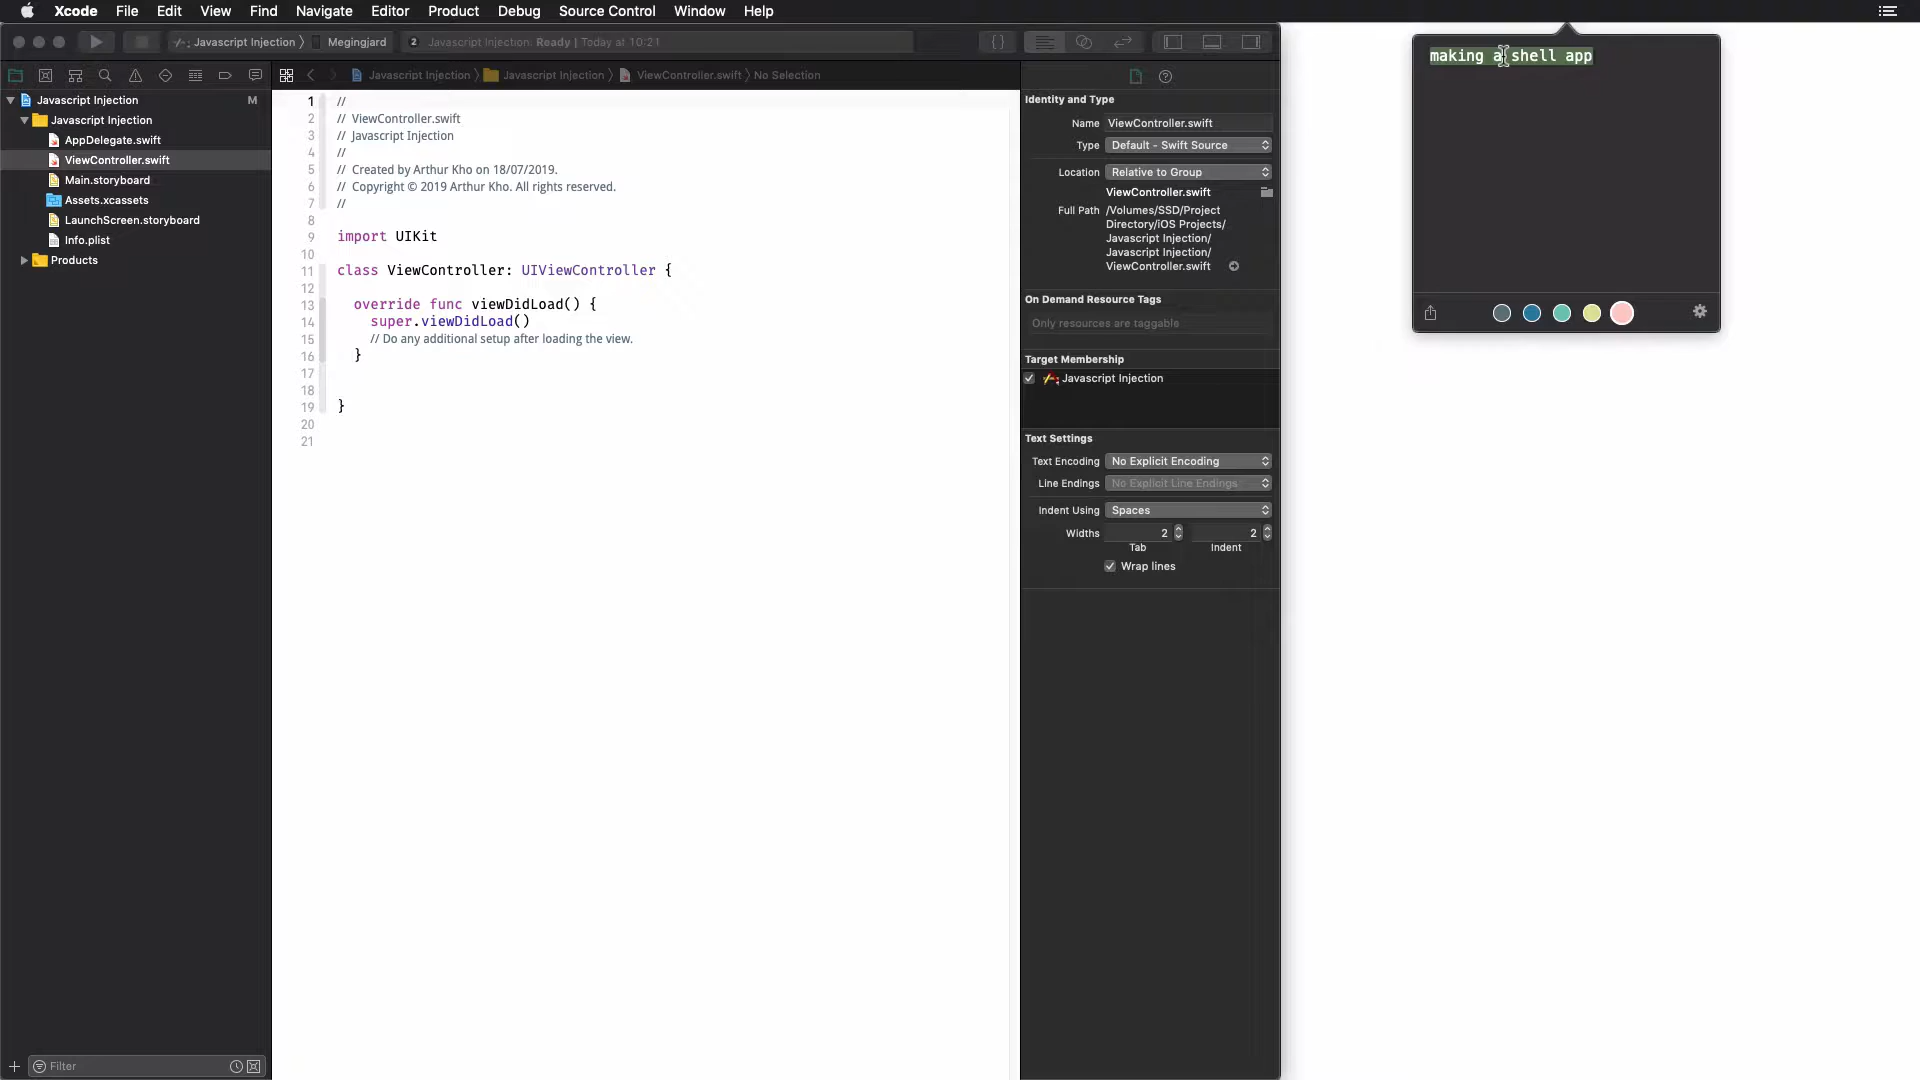 Xcode File Edit View Find Navigate Editor Product Debug Source Control Window Help
Javascript Injection 〉 Megingjard
2 Javascript Injection: Ready | Today at 10:21
{}
Javascript Injection M
Javascript Injection
AppDelegate.swift
ViewController.swift
Main.storyboard
Assets.xcassets
LaunchScreen.storyboard
Info.plist
Products
Filter
Javascript Injection 〉 Javascript Injection 〉 ViewController.swift 〉 No Selection
1 //
2 // ViewController.swift
3 // Javascript Injection
4 //
5 // Created by Arthur Kho on 18/07/2019.
6 // Copyright © 2019 Arthur Kho. All rights reserved.
7 //
8
9 import UIKit
10
11 class ViewController: UIViewController {
12
13 override func viewDidLoad() {
14 super.viewDidLoad()
15 // Do any additional setup after loading the view.
16 }
17
18
19 }
20
21
Identity and Type
Name ViewController.swift
Type Default - Swift Source
Location Relative to Group
ViewController.swift
Full Path /Volumes/SSD/Project
Directory/iOS Projects/
Javascript Injection/
Javascript Injection/
ViewController.swift
On Demand Resource Tags
Only resources are taggable
Target Membership
Javascript Injection
Text Settings
Text Encoding No Explicit Encoding
Line Endings No Explicit Line Endings
Indent Using Spaces
Widths 2 2
Tab Indent
Wrap lines
making a shell app